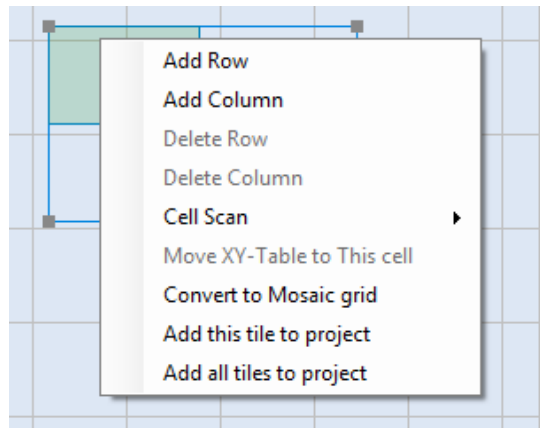 Add Row
Add Column
Delete Row
Delete Column
Cell Scan
Move XY-Table to This cell
Convert to Mosaic grid
Add this tile to project
Add all tiles to project